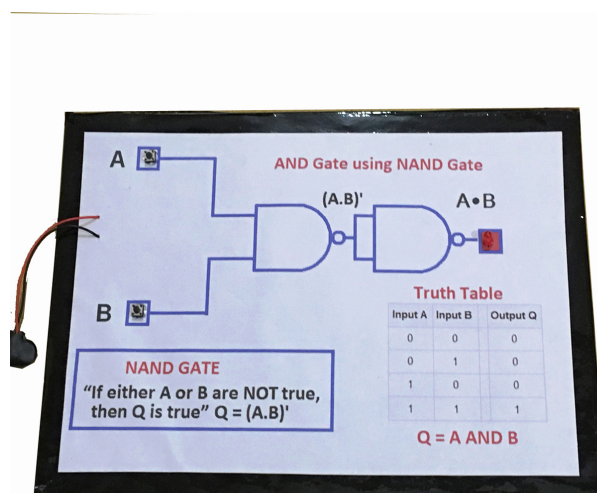 A
AND Gate using NAND Gate
(A.B)'
A•B
B
Truth Table
Input A Input B Output Q
0 0 0
0 1 0
1 0 0
1 1 1
Q = A AND B
NAND GATE
“If either A or B are NOT true,
then Q is true” Q = (A.B)'